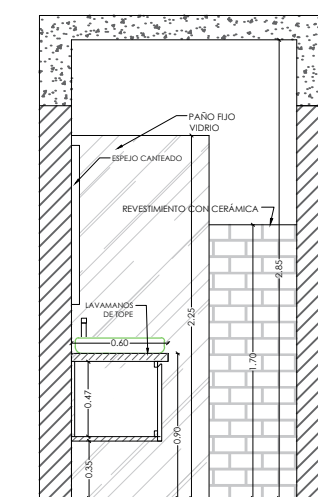 PAÑO FIJO
VIDRIO
ESPEJO CANTEADO
REVESTIMIENTO CON CERÁMICA
2.85
LAVAMANOS
DE TOPE
2.25
0.60
1.70
0.47
0.90
0.35